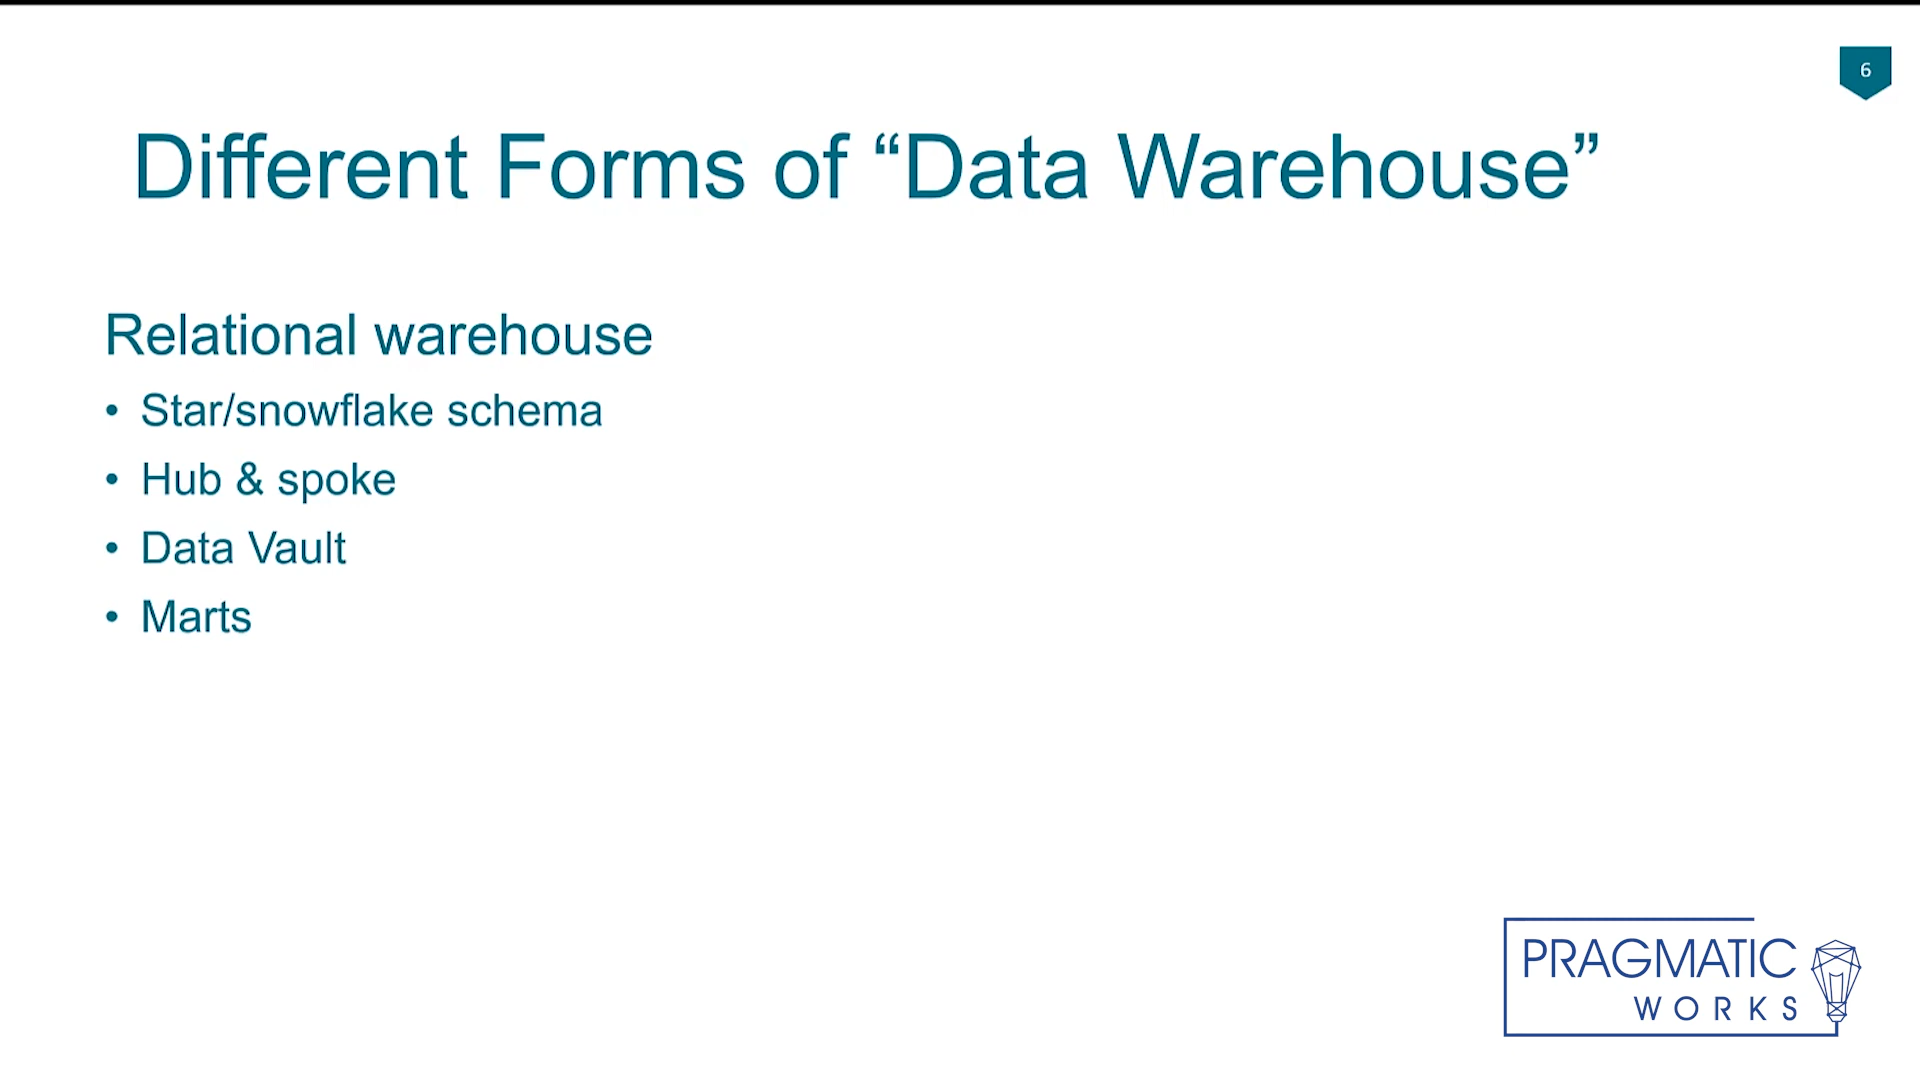 6
Different Forms of “Data Warehouse”
Relational warehouse
• Star/snowflake schema
• Hub & spoke
• Data Vault
• Marts
PRAGMATIC
WORKS